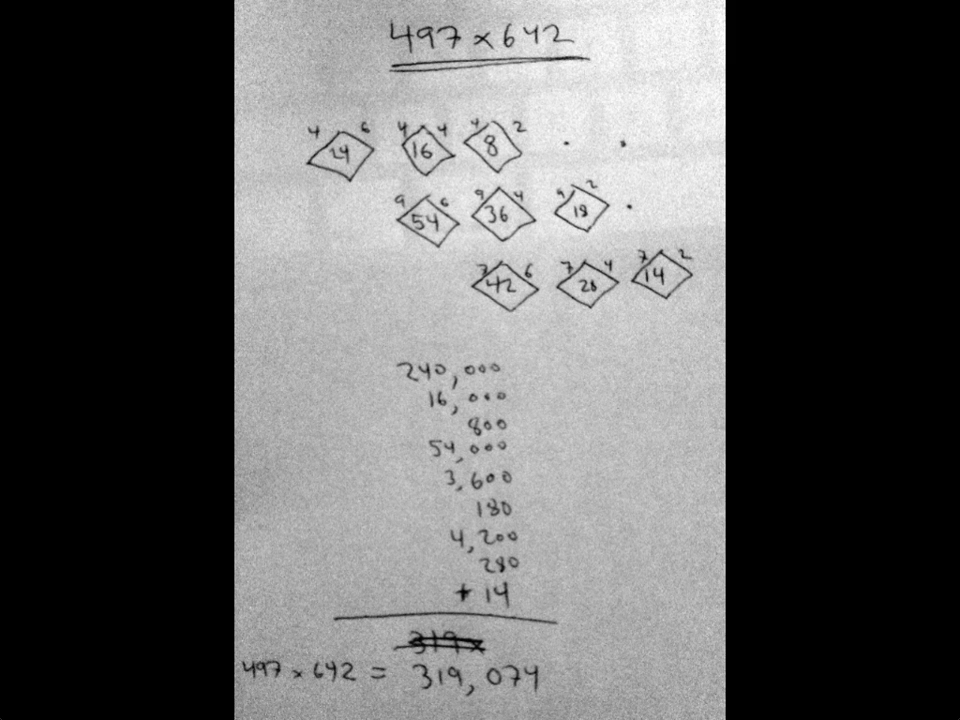 497 x 642
4 6 4 4 4 2
24 16 8 . .
9 6 9 4 9 2
54 36 18 .
7 6 7 4 7 2
42 28 14
240,000
16,000
800
54,000
3,600
180
4,200
280
+ 14
319
497 x 642 = 319,074